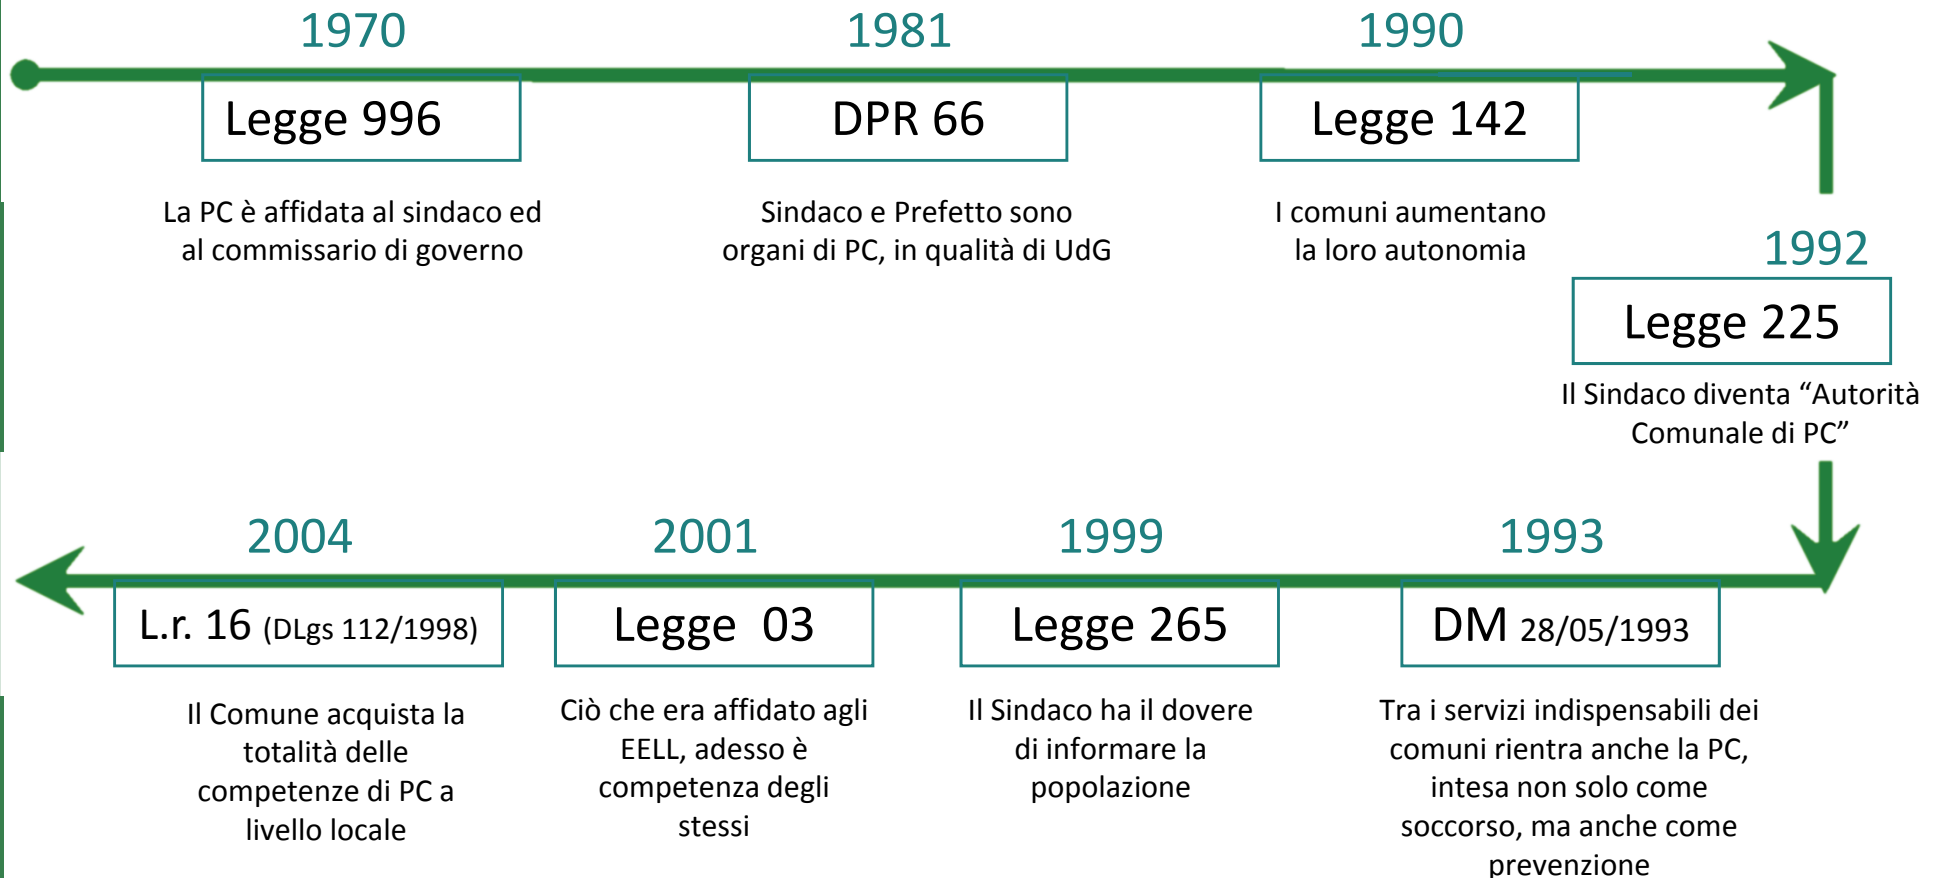 1970
Legge 996
La PC è affidata al sindaco ed
al commissario di governo
1981
DPR 66
Sindaco e Prefetto sono
organi di PC, in qualità di UdG
1990
Legge 142
I comuni aumentano
la loro autonomia
1992
Legge 225
Il Sindaco diventa “Autorità
Comunale di PC”
1993
DM 28/05/1993
Tra i servizi indispensabili dei
comuni rientra anche la PC,
intesa non solo come
soccorso, ma anche come
prevenzione
1999
Legge 265
Il Sindaco ha il dovere
di informare la
popolazione
2001
Legge 03
Ciò che era affidato agli
EELL, adesso è
competenza degli
stessi
2004
L.r. 16 (DLgs 112/1998)
Il Comune acquista la
totalità delle
competenze di PC a
livello locale